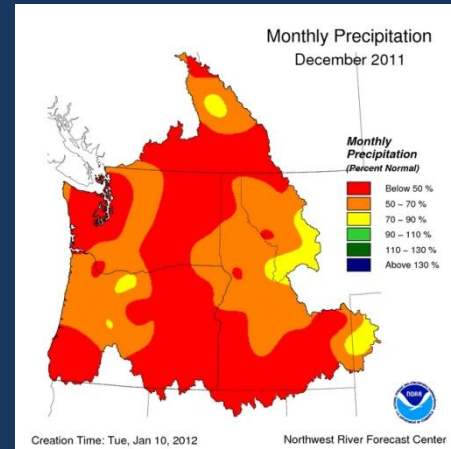 Monthly Precipitation
December 2011
Monthly
Precipitation
(Percent Normal)
Below 50 %
50 – 70 %
70 – 90 %
90 – 110 %
110 – 130 %
Above 130 %
NOAA
Creation Time: Tue, Jan 10, 2012
Northwest River Forecast Center